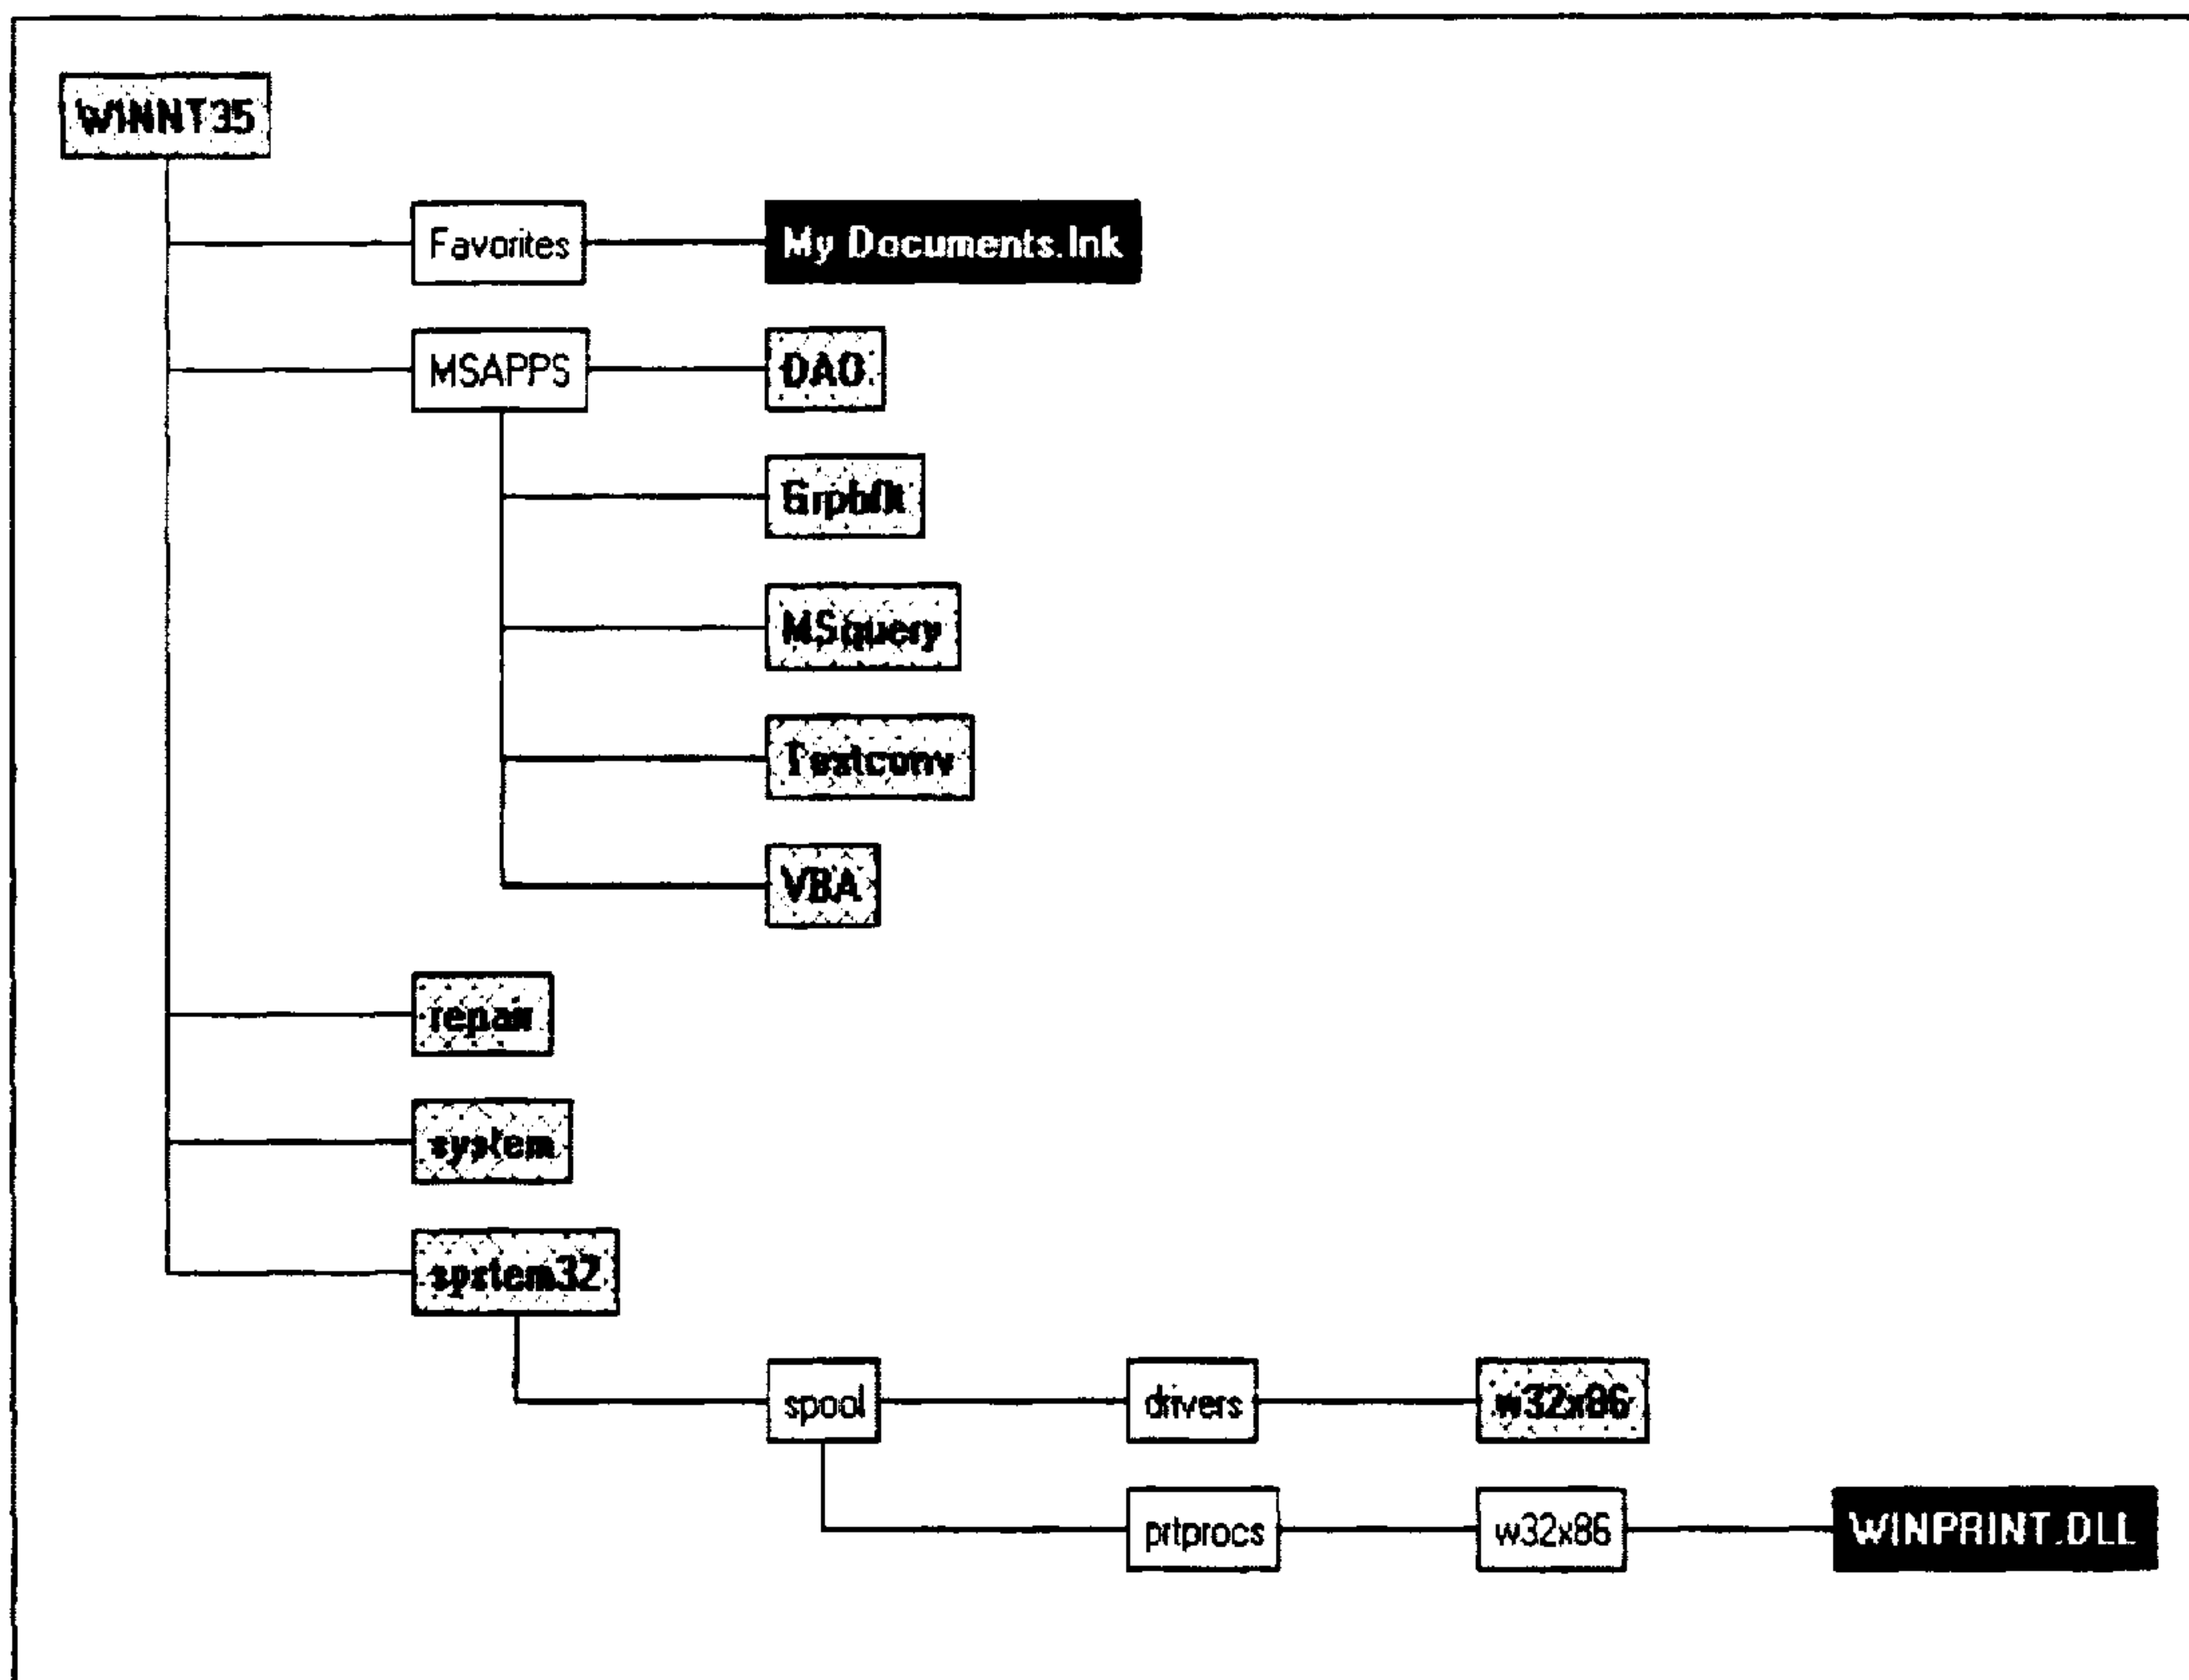 WINNT35
Favorites My Documents.lnk
MSAPPS DAO
Grphflt
MSquery
Textconv
VBA
repair
system
system32
spool drivers w32x86
prtprocs w32x86 WINPRINT.DLL